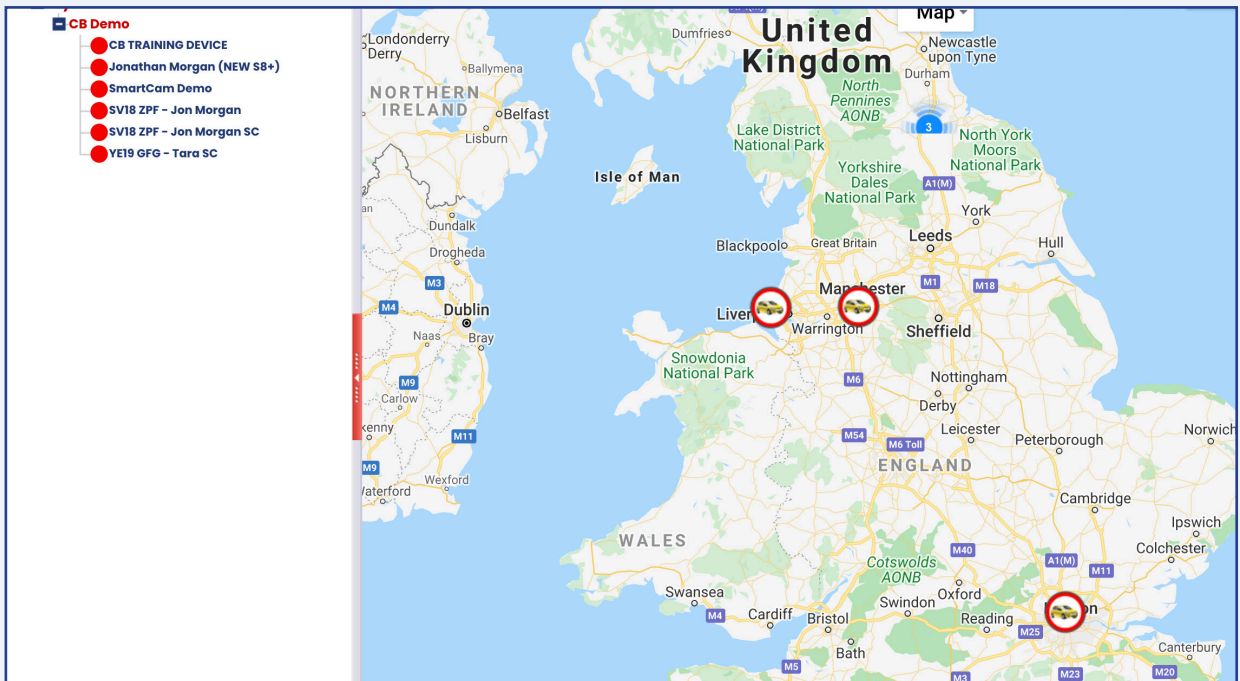 CB Demo
CB TRAINING DEVICE
Jonathan Morgan (NEW S8+)
SmartCam Demo
SV18 ZPF - Jon Morgan
SV18 ZPF - Jon Morgan SC
YE19 GFG - Tara SC
Map
United
Kingdom
Dumfries
Newcastle
upon Tyne
Londonderry
Derry
Ballymena
Durham
North
Pennines
AONB
NORTHERN
IRELAND
Belfast
Lisburn
3
Lake District
National Park
North York
Moors
National Park
Isle of Man
Yorkshire
Dales
National Park
A1(M)
York
Dundalk
Blackpool
Great Britain
Leeds
Hull
Drogheda
M3
M1
M18
Manchester
M4
Dublin
Warrington
Sheffield
Naas
Bray
Snowdonia
National Park
M6
Nottingham
M9
Carlow
Derby
M11
M54
M6 Toll
Leicester
Peterborough
Norwich
ENGLAND
M9
Wexford
Cambridge
Ipswich
WALES
M40
A1(M)
Colchester
Cotswolds
AONB
M11
Swansea
Oxford
M4
Cardiff
Bristol
Swindon
Reading
M25
Bath
Canterbury
M5
M3
M23
M20